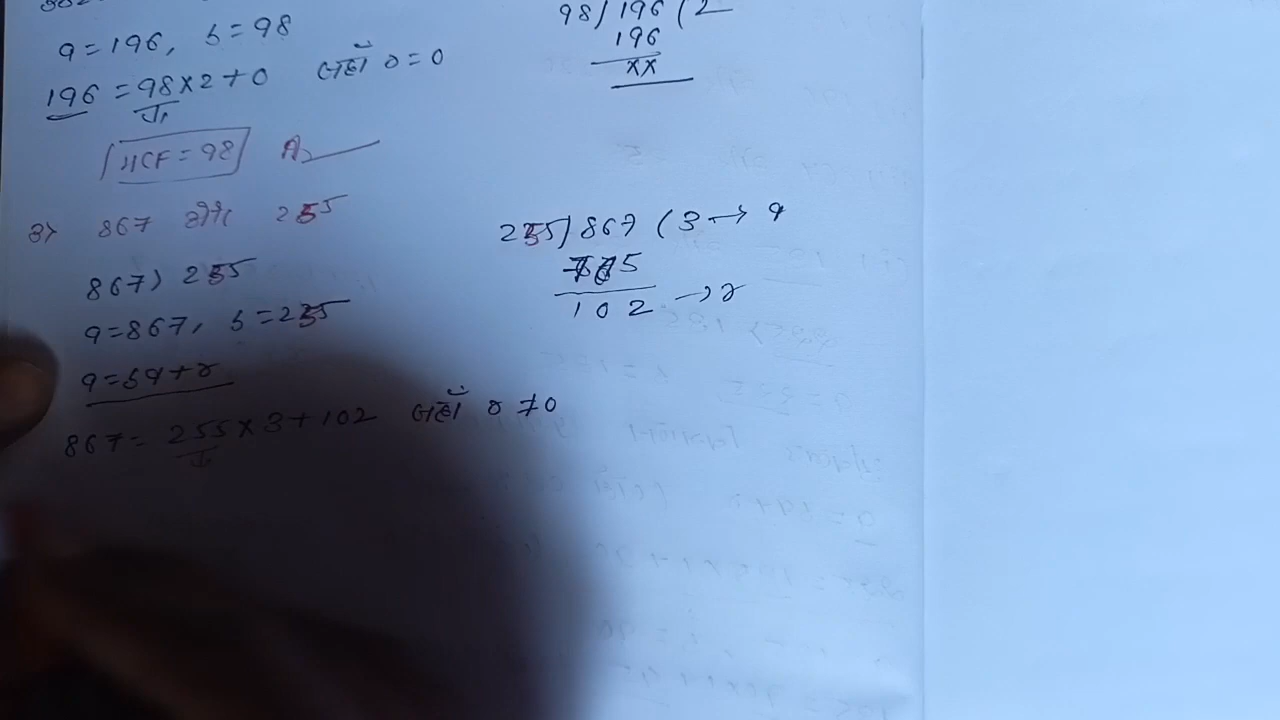 a=196, b=98
196 = 98×2+0 जहाँ r=0
HCF = 98 Ans
3> 867 और 255
867> 255
a=867, b=255
a=bq+r
867= 255×3+102 जहाँ r≠0
98) 196 (2
196
××
255) 867 (3 → q
765
102 → r